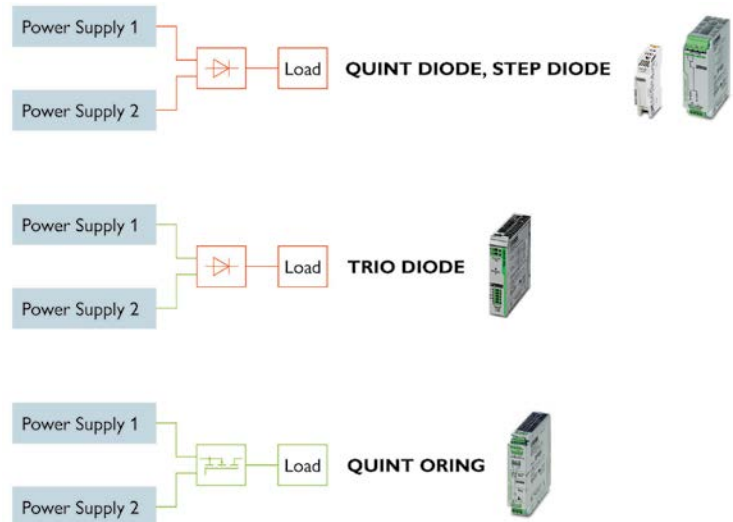 Power Supply 1
Load
QUINT DIODE, STEP DIODE
Power Supply 2
Power Supply 1
Load
TRIO DIODE
Power Supply 2
Power Supply 1
Load
QUINT ORING
Power Supply 2